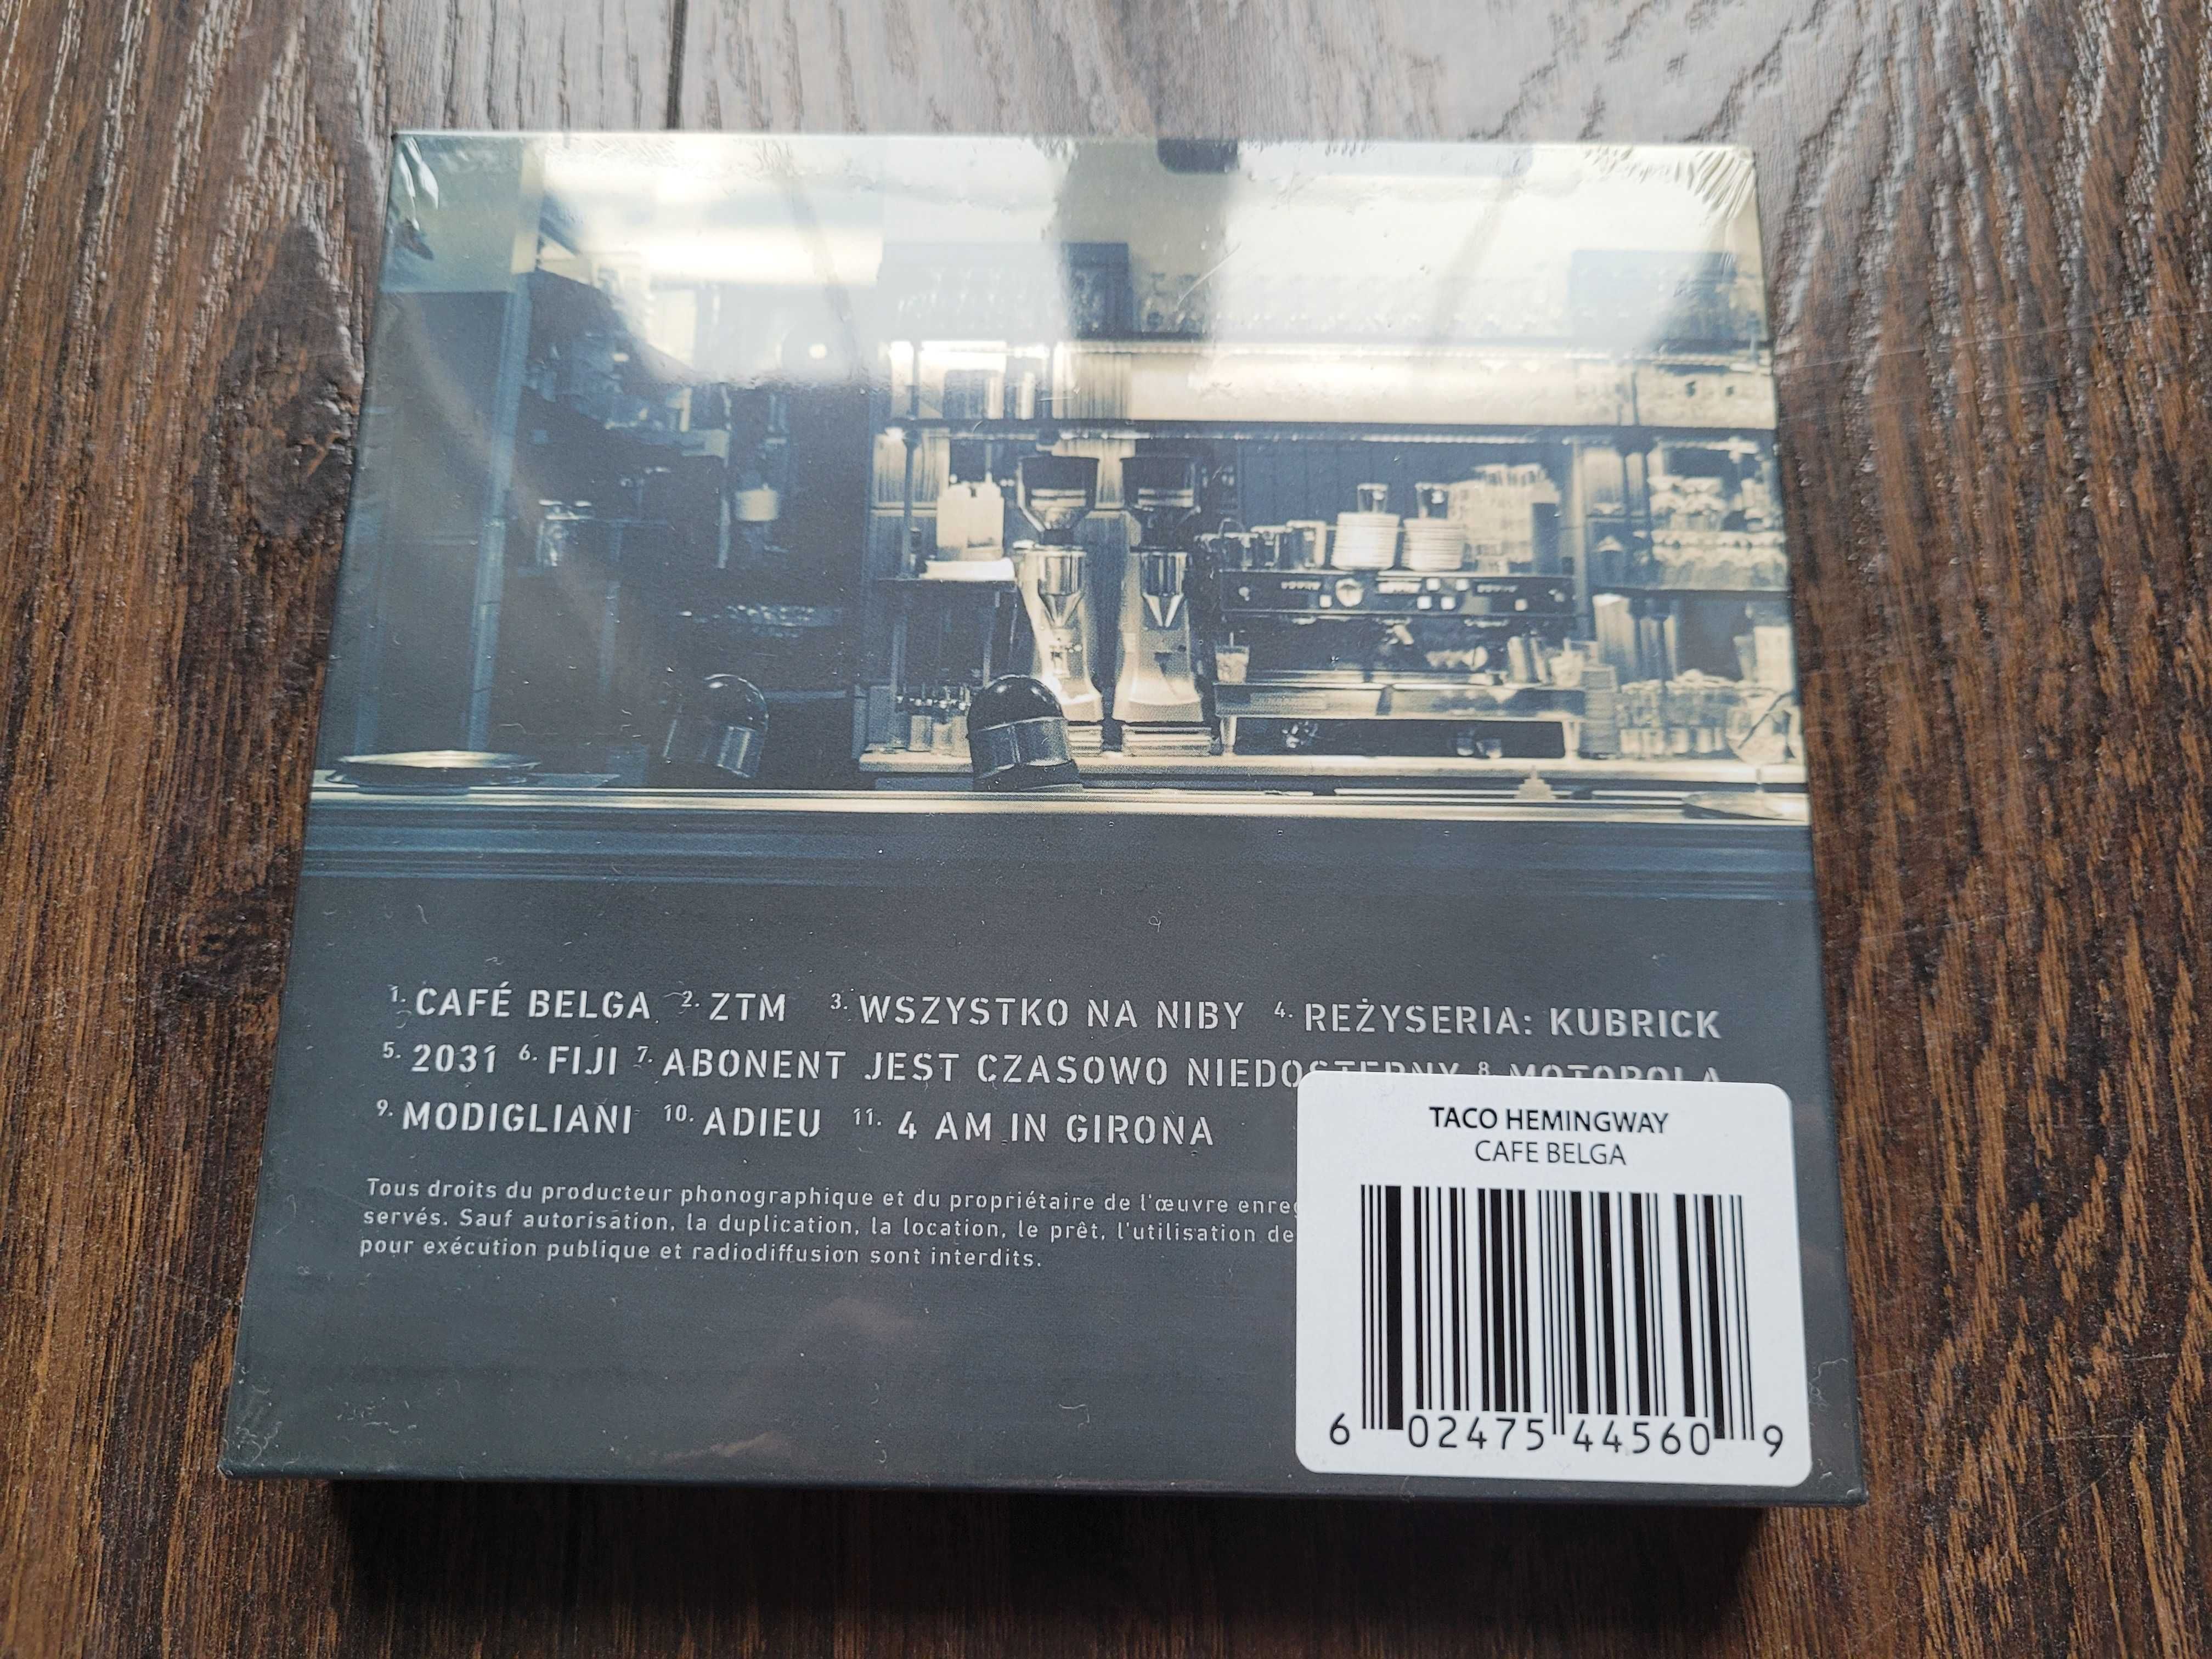 1. CAFÉ BELGA 2. ZTM 3. WSZYSTKO NA NIBY 4. REŻYSERIA: KUBRICK
5. 2031 6. FIJI 7. ABONENT JEST CZASOWO NIEDOSTĘPNY 8. MOTOROLA
9. MODIGLIANI 10. ADIEU 11. 4 AM IN GIRONA
Tous droits du producteur phonographique et du propriétaire de l'œuvre
servés. Sauf autorisation, la duplication, la location, le prêt, l'utilisation de
pour exécution publique et radiodiffusion sont interdits.
TACO HEMINGWAY
CAFE BELGA
6 02475 44560 9